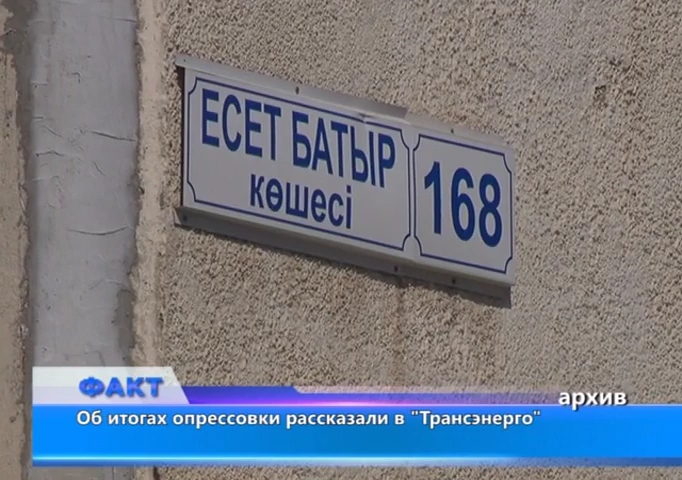 ЕСЕТ БАТЫР
көшесі
168
ФАКТ
архив
Об итогах опрессовки рассказали в "Трансэнерго"